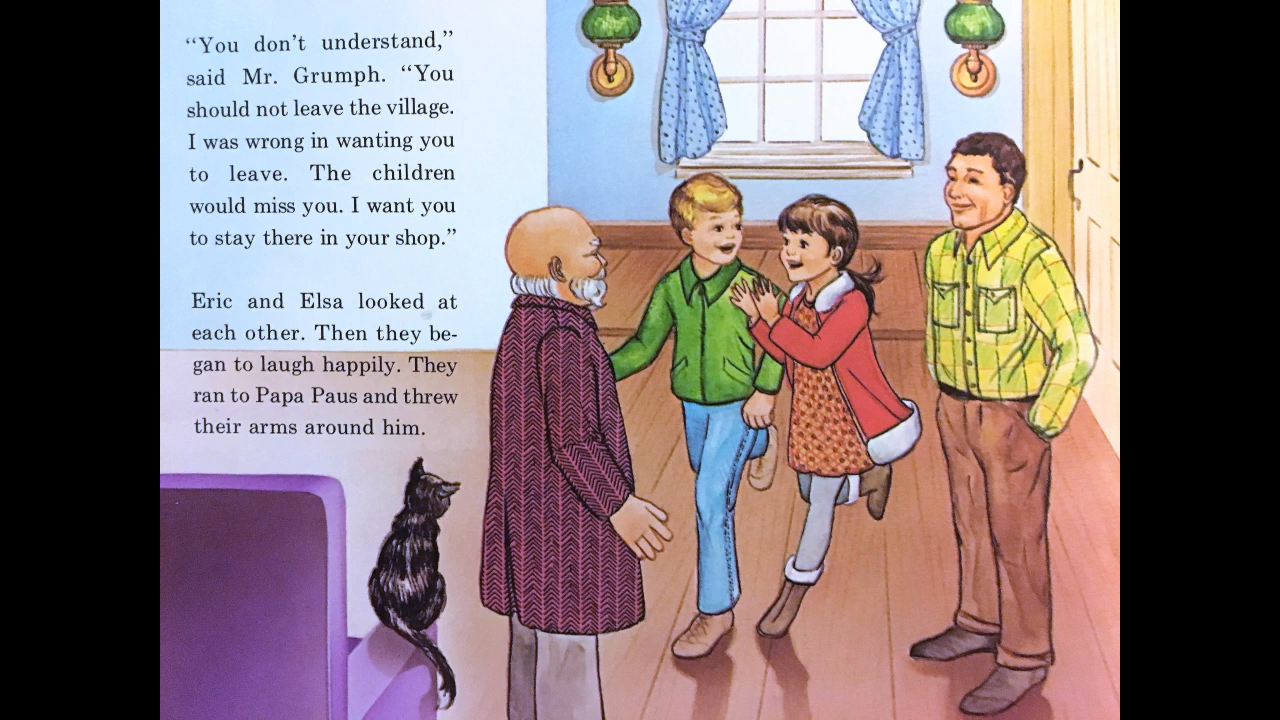 “You don’t understand,”
said Mr. Grumph. “You
should not leave the village.
I was wrong in wanting you
to leave. The children
would miss you. I want you
to stay there in your shop.”
Eric and Elsa looked at
each other. Then they be-
gan to laugh happily. They
ran to Papa Paus and threw
their arms around him.